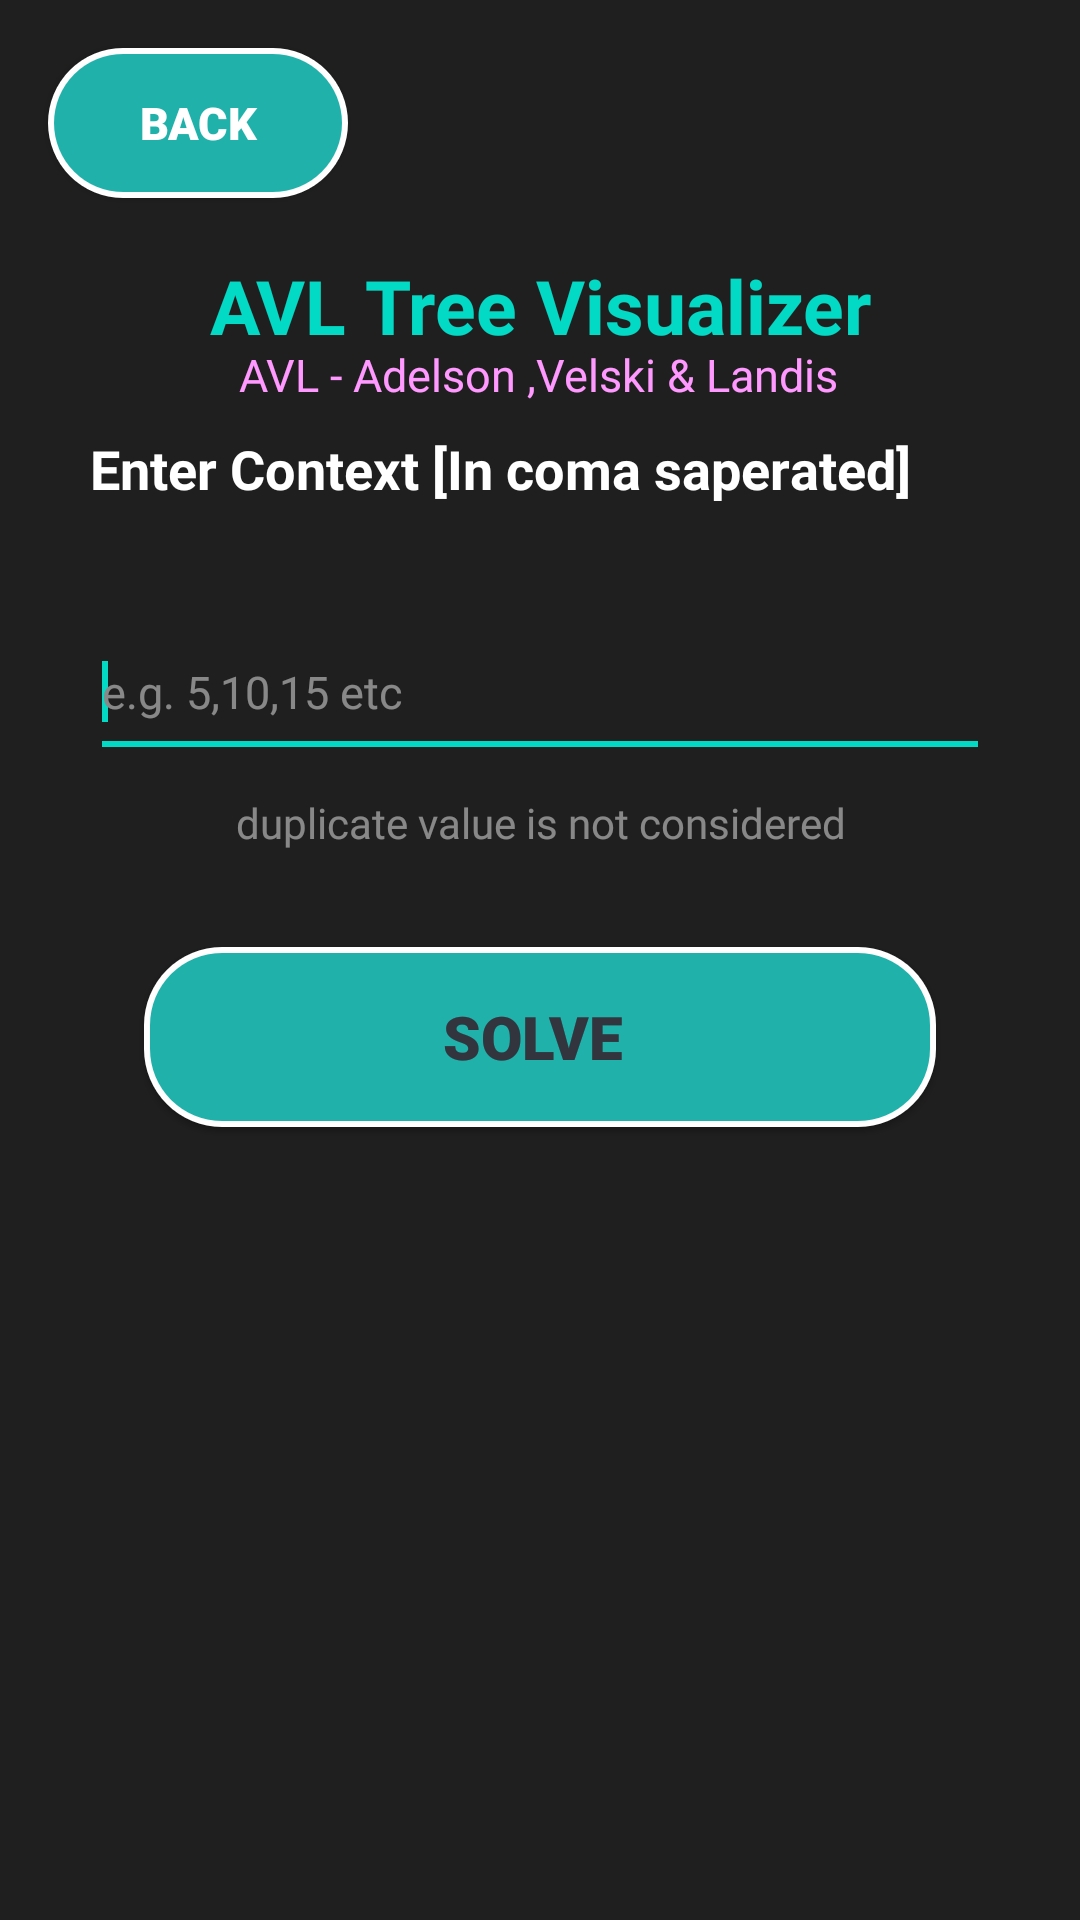 BACK
AVL Tree Visualizer
AVL - Adelson ,Velski & Landis
Enter Context [In coma saperated]
e.g. 5,10,15 etc
duplicate value is not considered
SOLVE